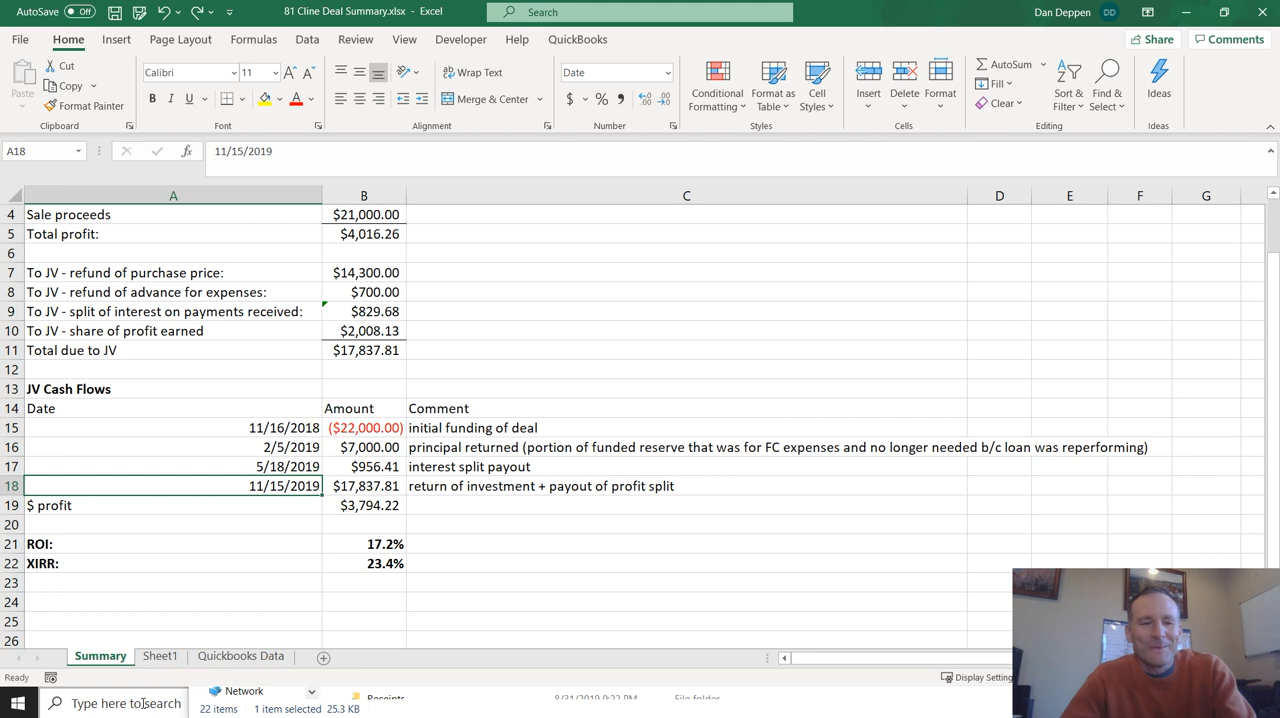 AutoSave Off 81 Cline Deal Summary.xlsx - Excel Search Dan Deppen DD
File Home Insert Page Layout Formulas Data Review View Developer Help QuickBooks Share Comments
Paste Cut Copy Format Painter Clipboard
Calibri 11 B I U A Font
Wrap Text Merge & Center Alignment
Date $ % , Number
Conditional Formatting Format as Table Cell Styles Styles
Insert Delete Format Cells
AutoSum Fill Clear Sort & Filter Find & Select Editing
Ideas Ideas
A18 fx 11/15/2019
A B C D E F G
4 Sale proceeds $21,000.00
5 Total profit: $4,016.26
6
7 To JV - refund of purchase price: $14,300.00
8 To JV - refund of advance for expenses: $700.00
9 To JV - split of interest on payments received: $829.68
10 To JV - share of profit earned $2,008.13
11 Total due to JV $17,837.81
12
13 JV Cash Flows
14 Date Amount Comment
15 11/16/2018 ($22,000.00) initial funding of deal
16 2/5/2019 $7,000.00 principal returned (portion of funded reserve that was for FC expenses and no longer needed b/c loan was reperforming)
17 5/18/2019 $956.41 interest split payout
18 11/15/2019 $17,837.81 return of investment + payout of profit split
19 $ profit $3,794.22
20
21 ROI: 17.2%
22 XIRR: 23.4%
23
24
25
26
Summary Sheet1 Quickbooks Data
Ready Display Settin
Type here to search Network Receipts 8/31/2019 9:22 PM File folder
22 items 1 item selected 25.3 KB